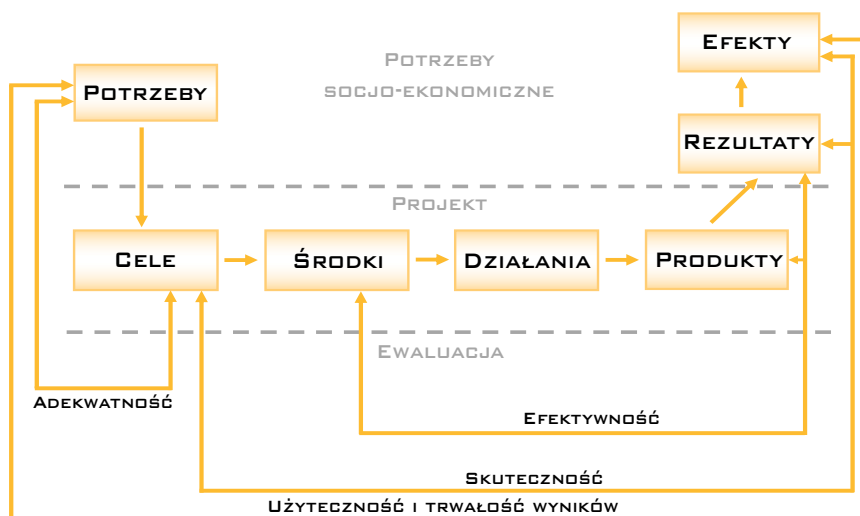 POTRZEBY
SOCJO-EKONOMICZNE
EFEKTY
POTRZEBY
REZULTATY
PROJEKT
CELE
ŚRODKI
DZIAŁANIA
PRODUKTY
EWALUACJA
ADEKWATNOŚĆ
EFEKTYWNOŚĆ
SKUTECZNOŚĆ
UŻYTECZNOŚĆ I TRWAŁOŚĆ WYNIKÓW